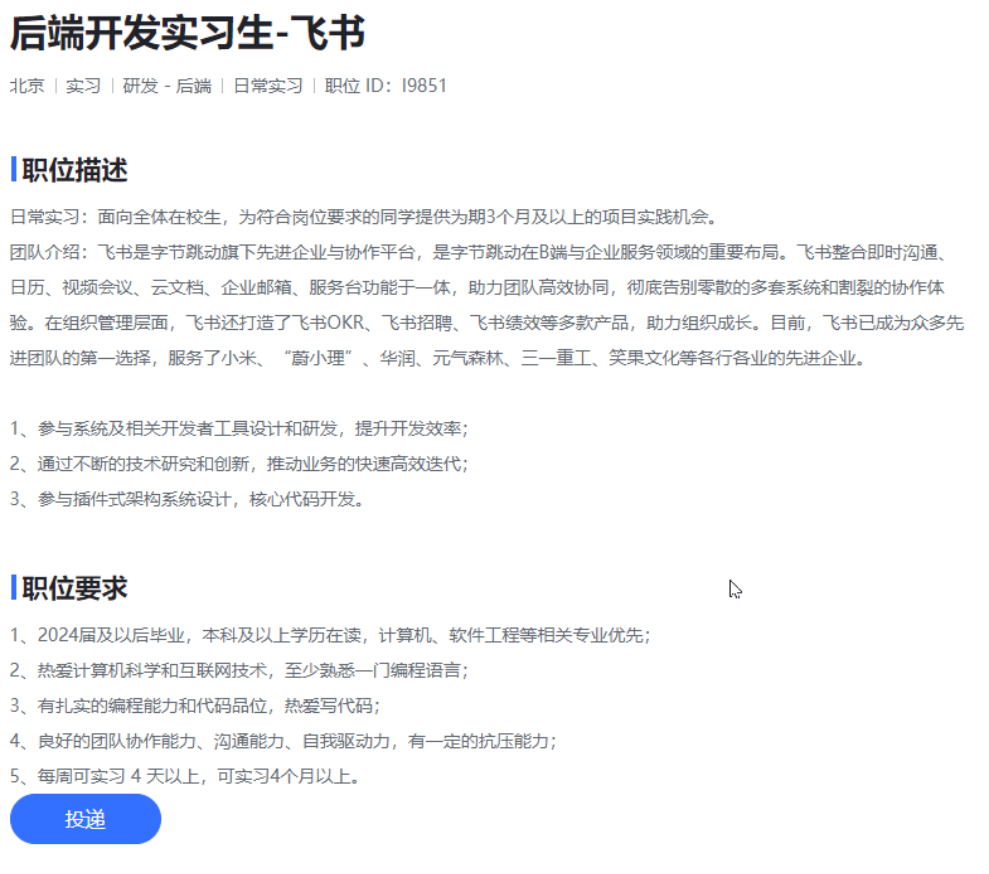 后端开发实习生-飞书
北京 | 实习 | 研发 - 后端 | 日常实习 | 职位 ID：I9851
职位描述
日常实习：面向全体在校生，为符合岗位要求的同学提供为期3个月及以上的项目实践机会。
团队介绍：飞书是字节跳动旗下先进企业与协作平台，是字节跳动在B端与企业服务领域的重要布局。飞书整合即时沟通、
日历、视频会议、云文档、企业邮箱、服务台功能于一体，助力团队高效协同，彻底告别零散的多套系统和割裂的协作体
验。在组织管理层面，飞书还打造了飞书OKR、飞书招聘、飞书绩效等多款产品，助力组织成长。目前，飞书已成为众多先
进团队的第一选择，服务了小米、“蔚小理”、华润、元气森林、三一重工、笑果文化等各行各业的先进企业。
1、参与系统及相关开发者工具设计和研发，提升开发效率；
2、通过不断的技术研究和创新，推动业务的快速高效迭代；
3、参与插件式架构系统设计，核心代码开发。
职位要求
1、2024届及以后毕业，本科及以上学历在读，计算机、软件工程等相关专业优先；
2、热爱计算机科学和互联网技术，至少熟悉一门编程语言；
3、有扎实的编程能力和代码品位，热爱写代码；
4、良好的团队协作能力、沟通能力、自我驱动力，有一定的抗压能力；
5、每周可实习 4 天以上，可实习4个月以上。
投递